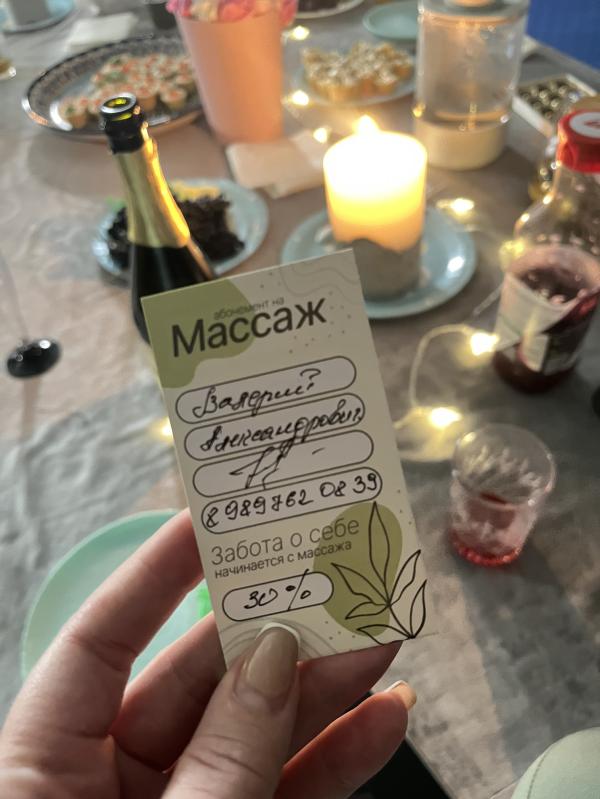 абонемент на
Массаж
Валерий
Александрович
8 989 762 08 39
Забота о себе
начинается с массажа
30%